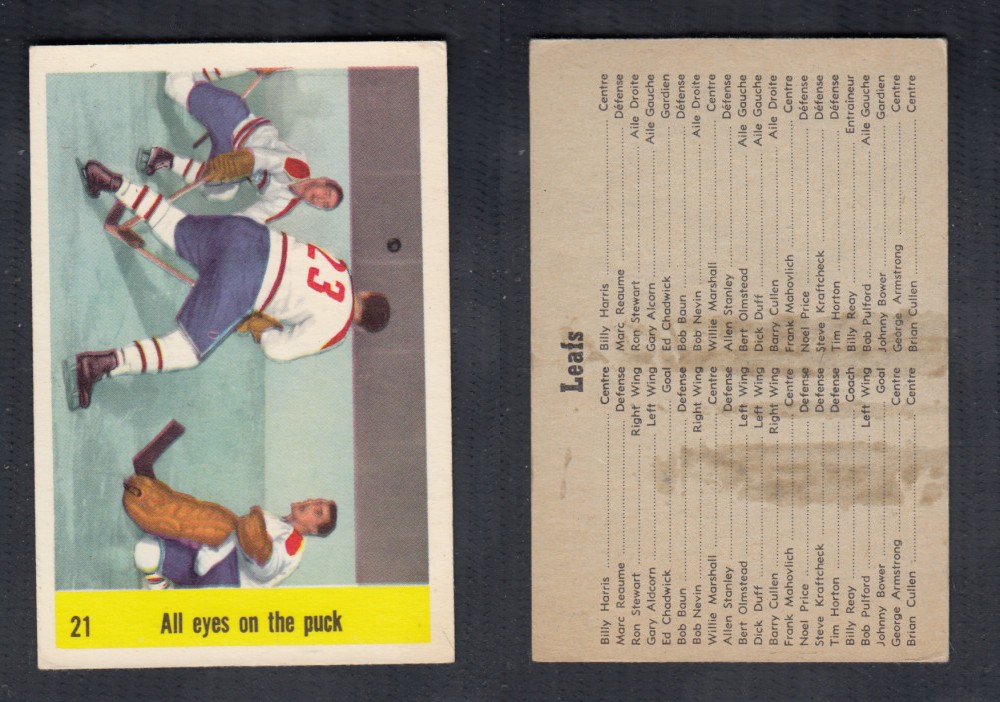 23
21 All eyes on the puck
Leafs
Billy Harris Centre Billy Harris Centre
Marc Reaume Defense Marc Reaume Défense
Ron Stewart Right Wing Ron Stewart Aile Droite
Gary Aldcorn Left Wing Gary Alcorn Aile Gauche
Ed Chadwick Goal Ed Chadwick Gardien
Bob Baun Defense Bob Baun Défense
Bob Nevin Right Wing Bob Nevin Aile Droite
Willie Marshall Centre Willie Marshall Centre
Allen Stanley Defense Allen Stanley Défense
Bert Olmstead Left Wing Bert Olmstead Aile Gauche
Dick Duff Left Wing Dick Duff Aile Gauche
Barry Cullen Right Wing Barry Cullen Aile Droite
Frank Mahovlich Centre Frank Mahovlich Centre
Noel Price Defense Noel Price Défense
Steve Kraftcheck Defense Steve Kraftcheck Défense
Tim Horton Defense Tim Horton Défense
Billy Reay Coach Billy Reay Entraineur
Bob Pulford Left Wing Bob Pulford Aile Gauche
Johnny Bower Goal Johnny Bower Gardien
George Armstrong Centre George Armstrong Centre
Brian Cullen Centre Brian Cullen Centre